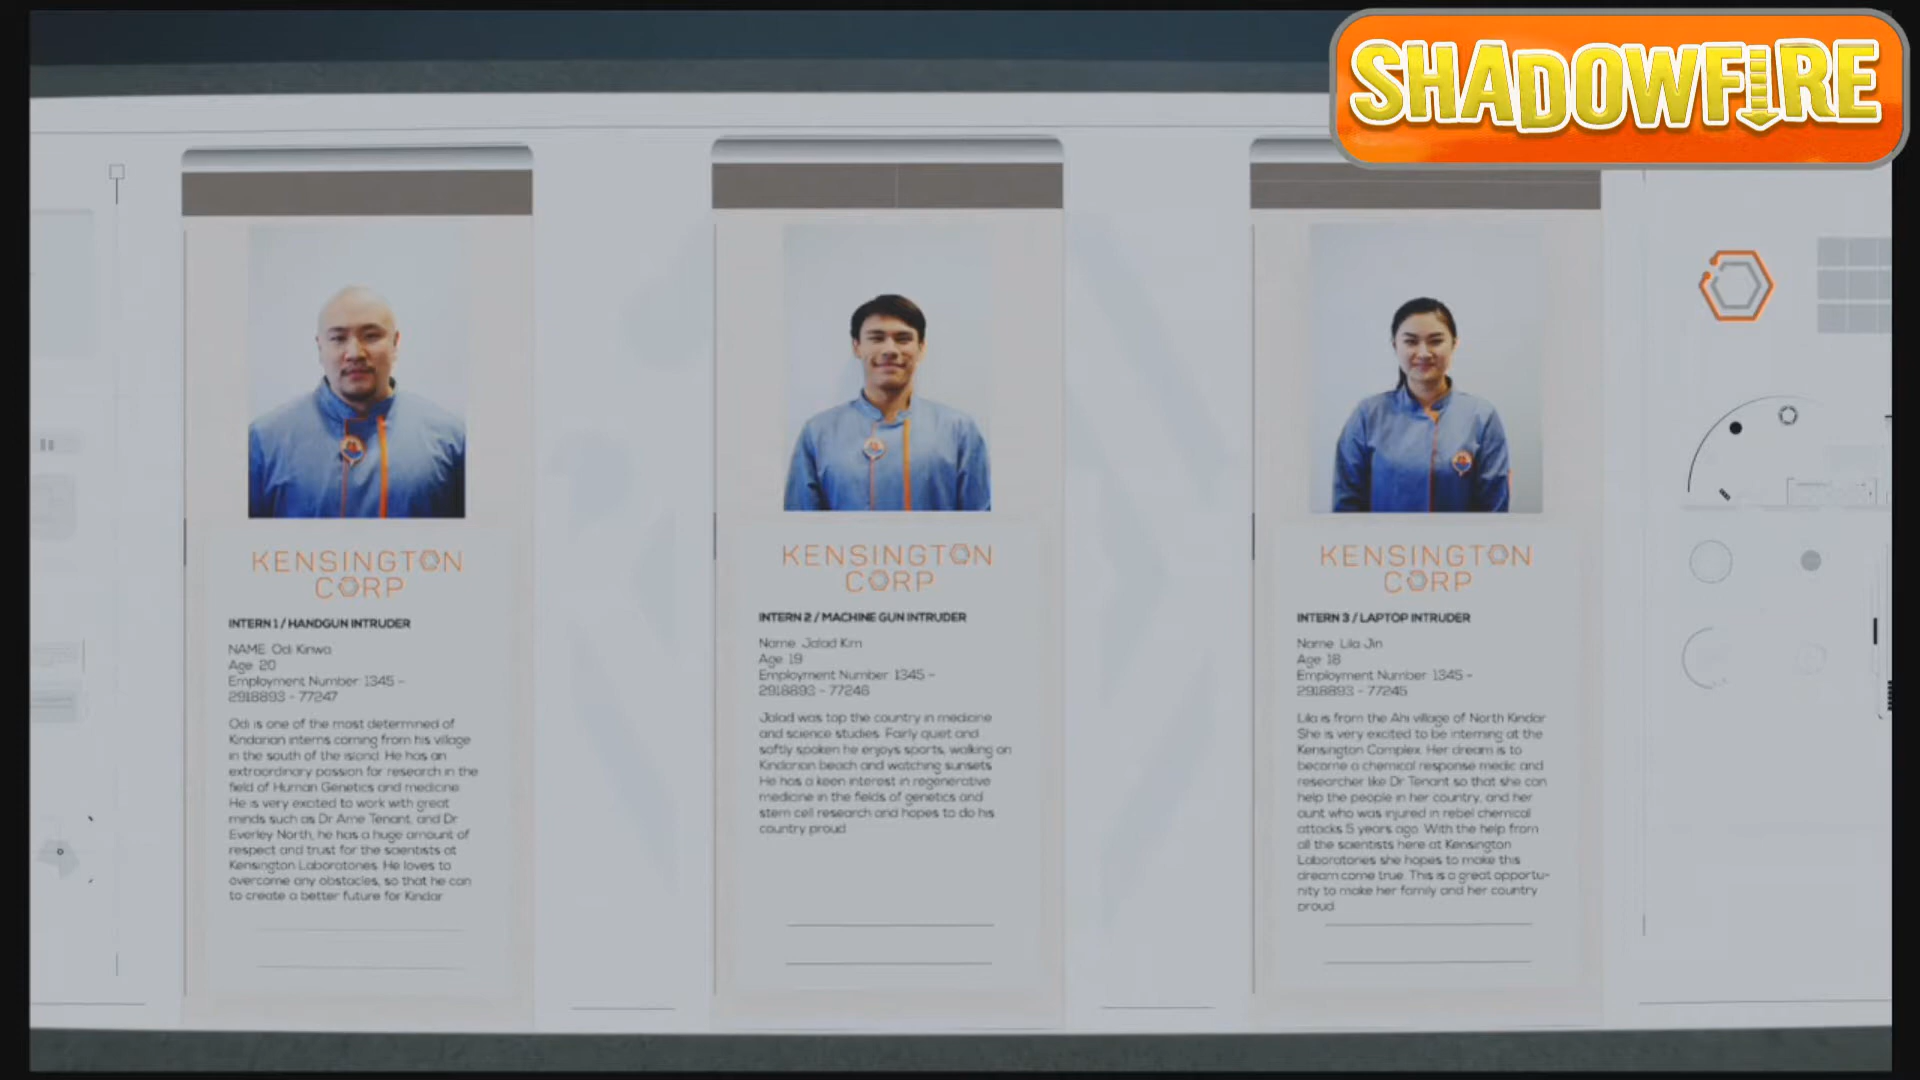 SHADOWFIRE
KENSINGTON
CORP
INTERN 1 / HANDGUN INTRUDER
NAME: Odi Kinwa
Age: 20
Employment Number: 1345 -
2918893 - 77247
Odi is one of the most determined of
Kindarian interns coming from his village
in the south of the island. He has an
extraordinary passion for research in the
field of Human Genetics and medicine.
He is very excited to work with great
minds such as Dr Ame Tenant, and Dr
Everley North, he has a huge amount of
respect and trust for the scientists at
Kensington Laboratories. He loves to
overcome any obstacles, so that he can
to create a better future for Kindar
KENSINGTON
CORP
INTERN 2 / MACHINE GUN INTRUDER
Name: Jalad Kim
Age: 19
Employment Number: 1345 -
2918893 - 77246
Jalad was top the country in medicine
and science studies. Fairly quiet and
softly spoken he enjoys sports, walking on
Kindarian beach and watching sunsets.
He has a keen interest in regenerative
medicine in the fields of genetics and
stem cell research and hopes to do his
country proud.
KENSINGTON
CORP
INTERN 3 / LAPTOP INTRUDER
Name: Lila Jin
Age: 18
Employment Number: 1345 -
2918893 - 77245
Lila is from the Ahi village of North Kindar.
She is very excited to be interning at the
Kensington Complex. Her dream is to
become a chemical response medic and
researcher like Dr Tenant so that she can
help the people in her country, and her
aunt who was injured in rebel chemical
attacks 5 years ago. With the help from
all the scientists here at Kensington
Laboratories she hopes to make this
dream come true. This is a great opportu-
nity to make her family and her country
proud.